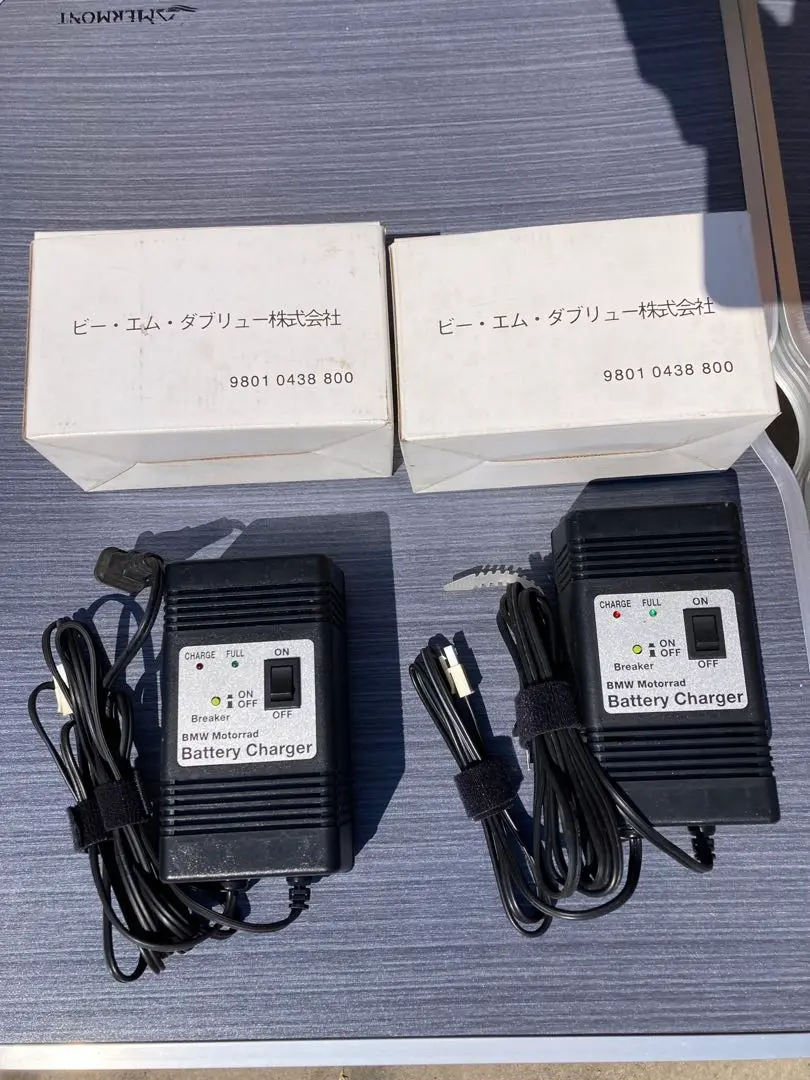 AMERMONT
ビー・エム・ダブリュー株式会社
9801 0438 800
ビー・エム・ダブリュー株式会社
9801 0438 800
CHARGE FULL ON
ON
OFF
Breaker OFF
BMW Motorrad
Battery Charger
CHARGE FULL ON
ON
OFF
Breaker OFF
BMW Motorrad
Battery Charger